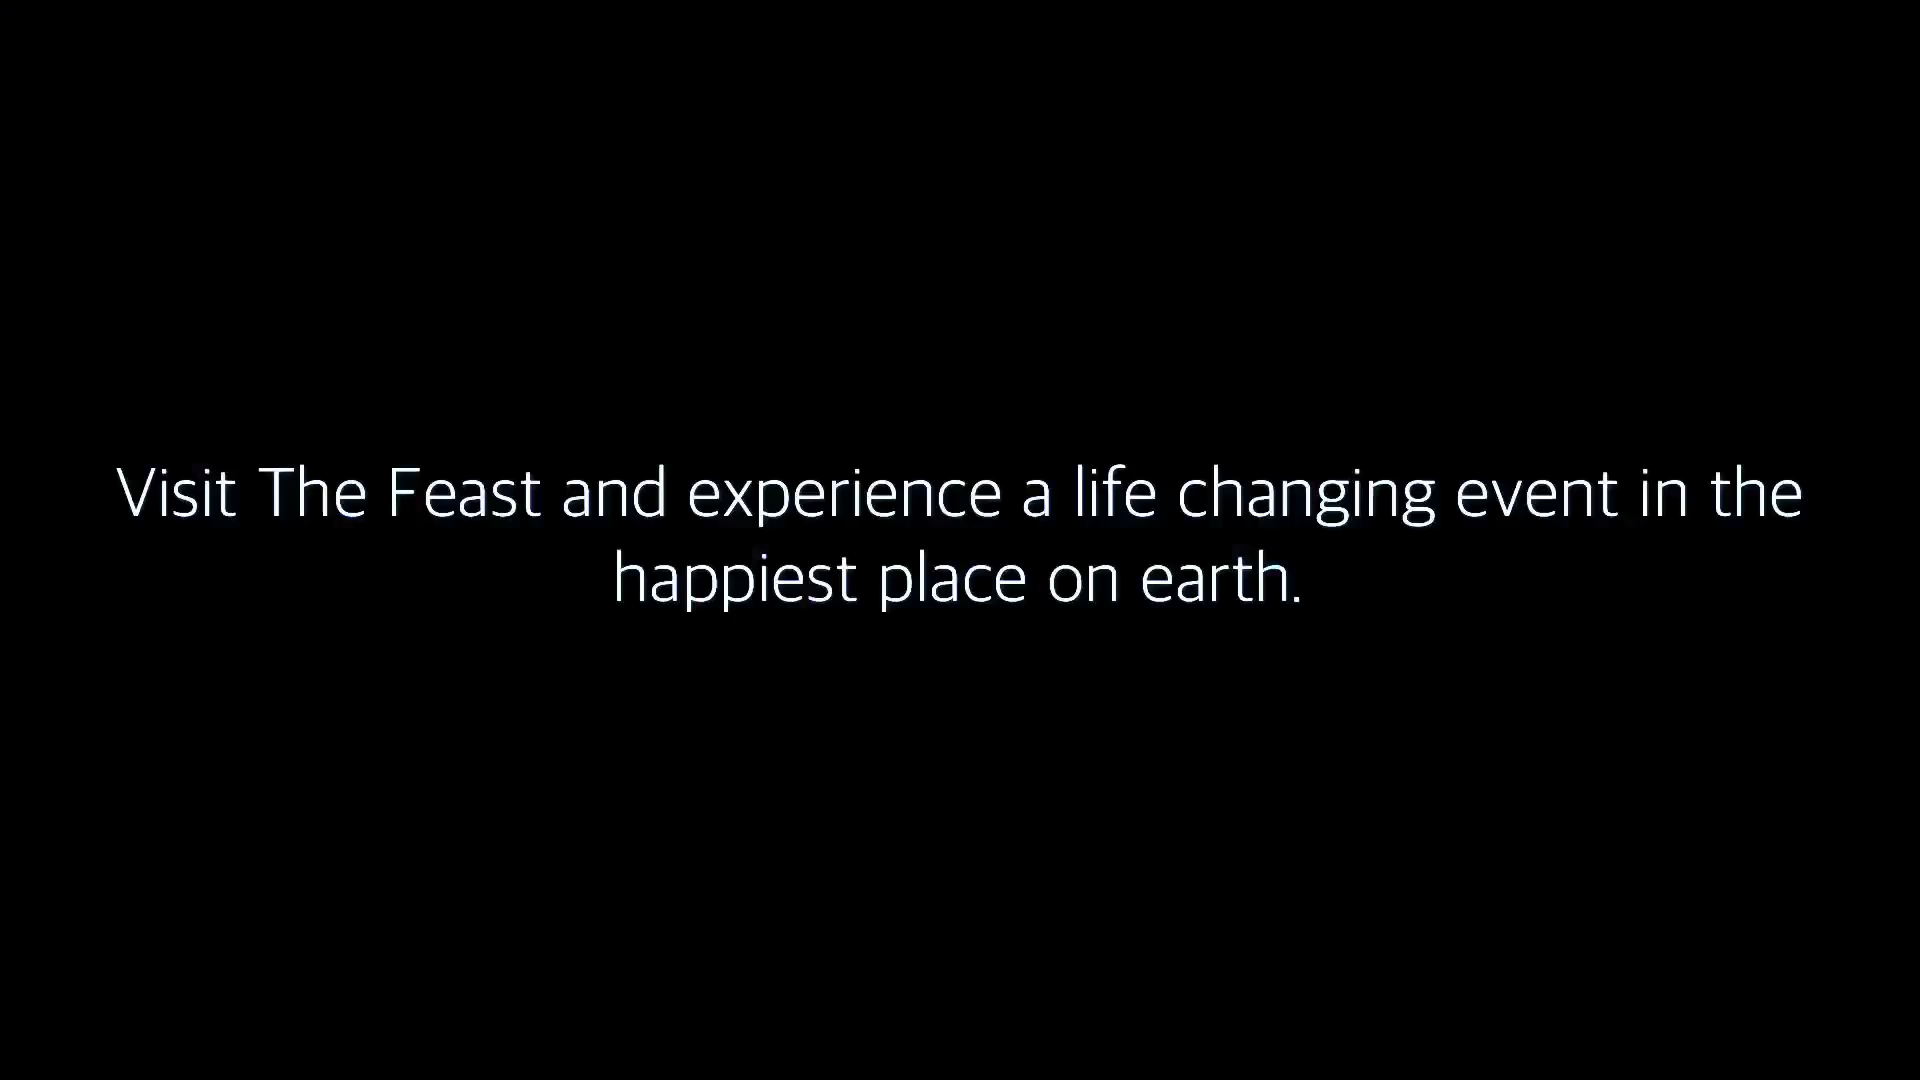 Visit The Feast and experience a life changing event in the
happiest place on earth.